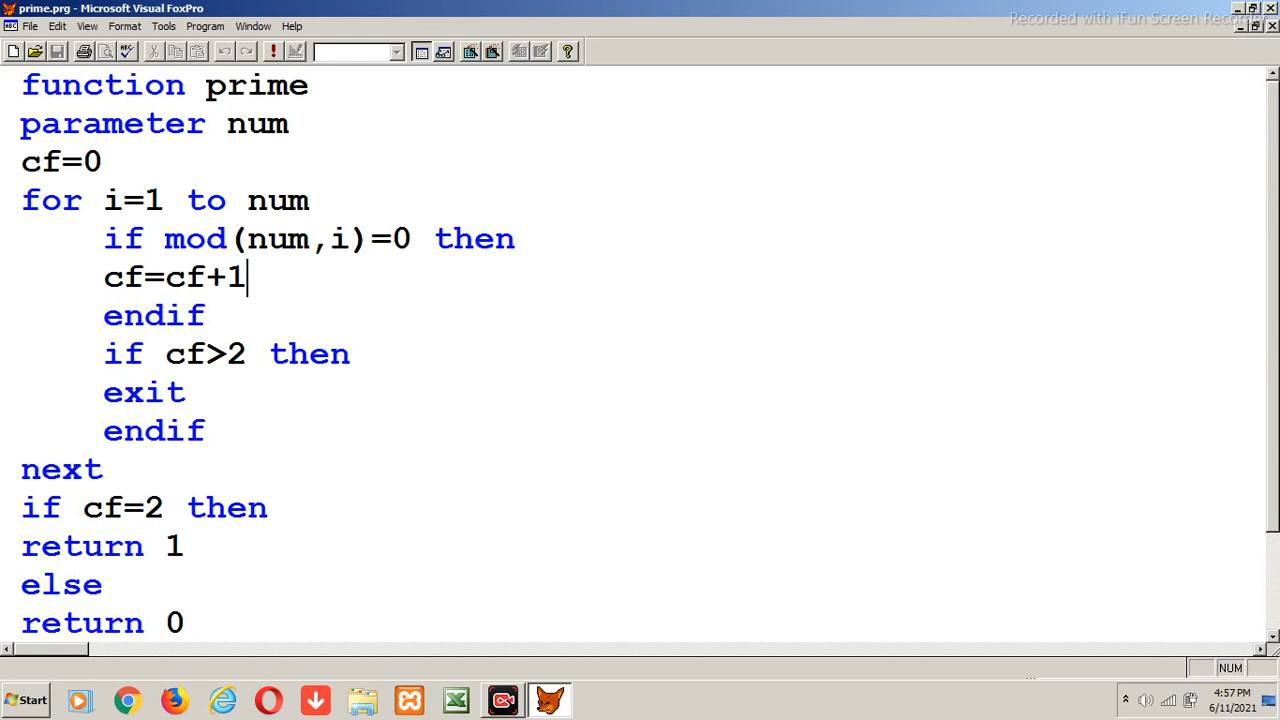 prime.prg - Microsoft Visual FoxPro
Recorded with iFun Screen Recorder
File Edit View Format Tools Program Window Help
function prime
parameter num
cf=0
for i=1 to num
if mod(num,i)=0 then
cf=cf+1
endif
if cf>2 then
exit
endif
next
if cf=2 then
return 1
else
return 0
NUM
Start
4:57 PM
6/11/2021